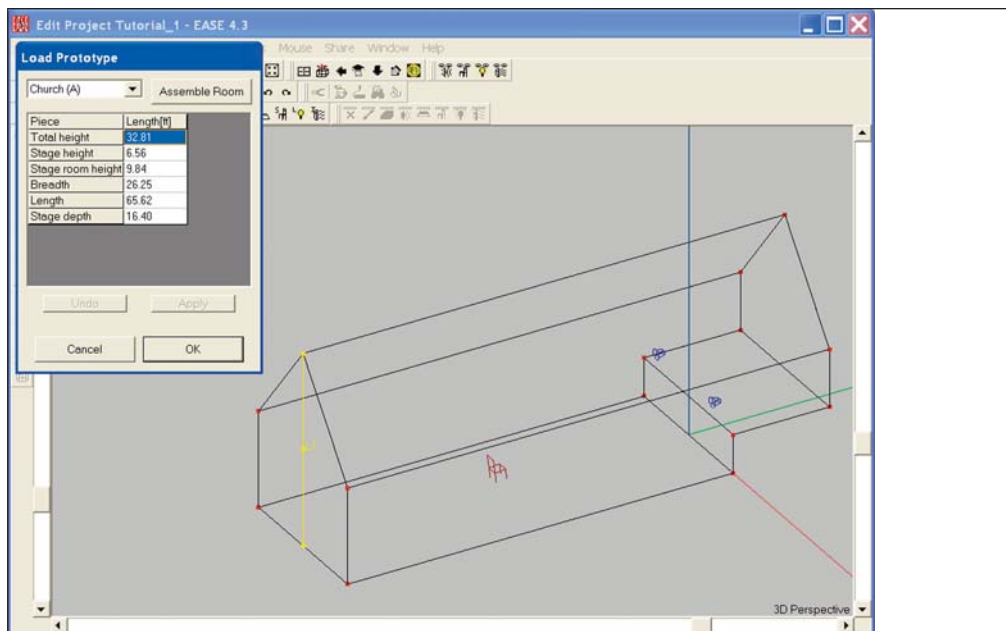 EASE
Edit Project Tutorial_1 - EASE 4.3
Mouse Share Window Help
Load Prototype
Church (A)
Assemble Room
Piece Length[ft]
Total height 32.81
Stage height 6.56
Stage room height 9.84
Breadth 26.25
Length 65.62
Stage depth 16.40
Undo
Apply
Cancel
OK
3D Perspective